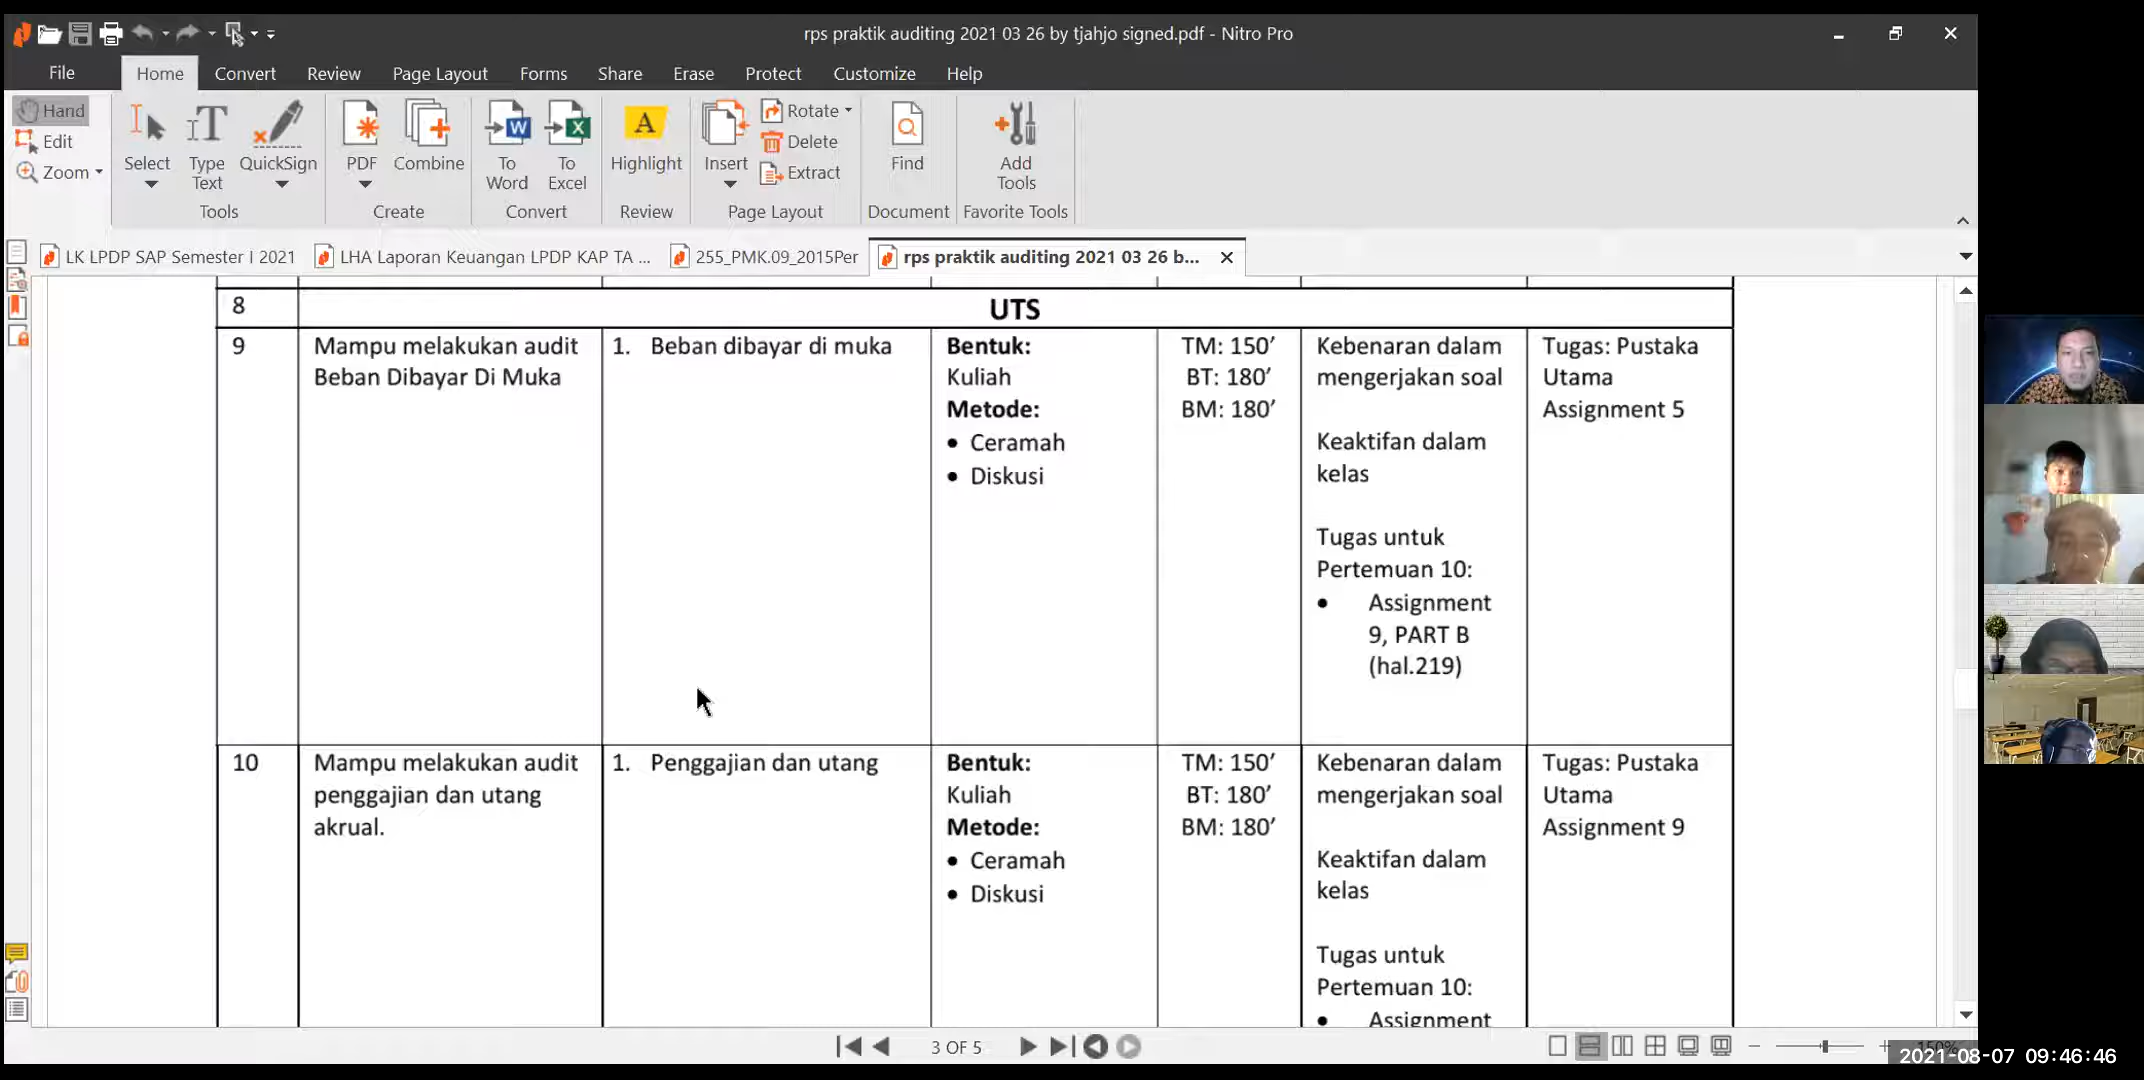 rps praktik auditing 2021 03 26 by tjahjo signed.pdf - Nitro Pro
File Home Convert Review Page Layout Forms Share Erase Protect Customize Help
Hand
Edit
Zoom
Select
Type
Text
QuickSign
Tools
PDF
Combine
Create
To
Word
To
Excel
Convert
Highlight
Review
Insert
Rotate
Delete
Extract
Page Layout
Find
Document
Add
Tools
Favorite Tools
LK LPDP SAP Semester I 2021
LHA Laporan Keuangan LPDP KAP TA ...
255_PMK.09_2015Per
rps praktik auditing 2021 03 26 b...
8
UTS
9
Mampu melakukan audit
Beban Dibayar Di Muka
1. Beban dibayar di muka
Bentuk:
Kuliah
Metode:
• Ceramah
• Diskusi
TM: 150’
BT: 180’
BM: 180’
Kebenaran dalam
mengerjakan soal
Keaktifan dalam
kelas
Tugas untuk
Pertemuan 10:
• Assignment
9, PART B
(hal.219)
Tugas: Pustaka
Utama
Assignment 5
10
Mampu melakukan audit
penggajian dan utang
akrual.
1. Penggajian dan utang
Bentuk:
Kuliah
Metode:
• Ceramah
• Diskusi
TM: 150’
BT: 180’
BM: 180’
Kebenaran dalam
mengerjakan soal
Keaktifan dalam
kelas
Tugas untuk
Pertemuan 10:
• Assignment
Tugas: Pustaka
Utama
Assignment 9
3 OF 5
150%
2021-08-07 09:46:46